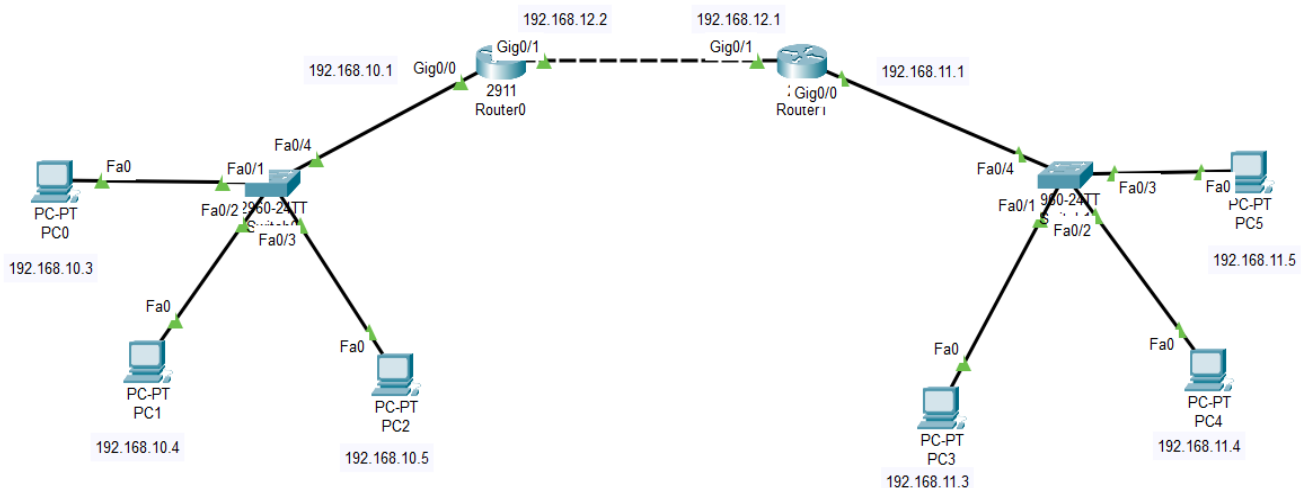 192.168.12.2
192.168.12.1
Gig0/1
Gig0/1
192.168.10.1
Gig0/0
192.168.11.1
2911
Router0
Gig0/0
Fa0/4
Fa0/4
Fa0
Fa0/1
Fa0/3
Fa0
PC-PT
PC0
Fa0/2
2960-24TT
Fa0/3
Fa0/1
960-24TT
Fa0/2
PC-PT
PC5
192.168.10.3
192.168.11.5
Fa0
Fa0
Fa0
Fa0
PC-PT
PC1
PC-PT
PC2
PC-PT
PC3
PC-PT
PC4
192.168.10.4
192.168.10.5
192.168.11.3
192.168.11.4